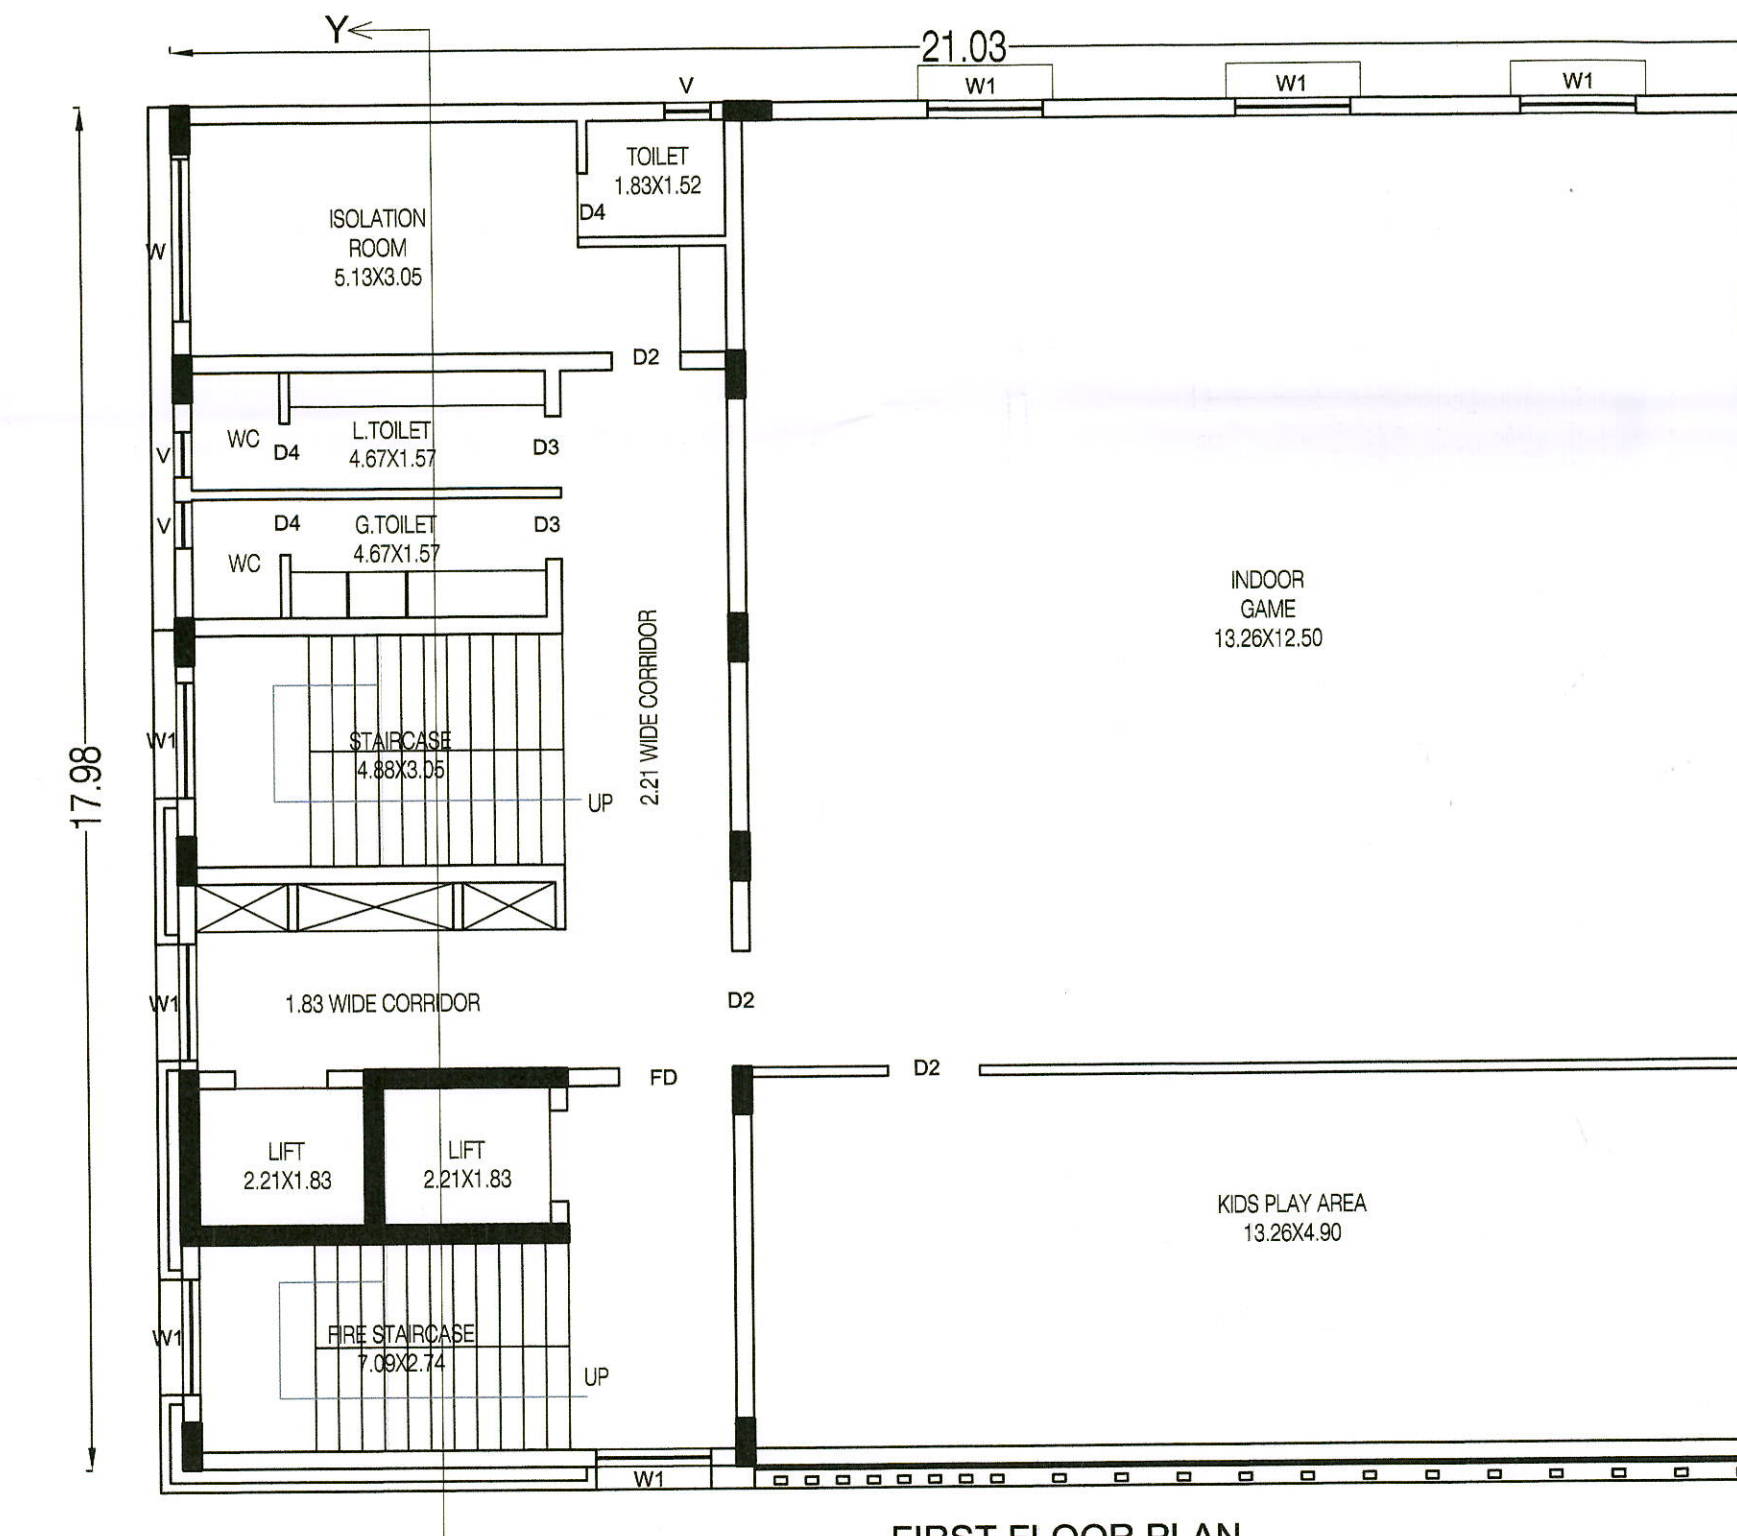 Y
21.03
V
W1
W1
W1
TOILET
1.83X1.52
D4
ISOLATION
ROOM
5.13X3.05
W
D2
WC
D4
L.TOILET
4.67X1.57
D3
V
V
D4
G.TOILET
4.67X1.57
D3
WC
INDOOR
GAME
13.26X12.50
2.21 WIDE CORRIDOR
17.98
W1
STAIRCASE
4.88X3.05
UP
W1
1.83 WIDE CORRIDOR
D2
FD
D2
LIFT
2.21X1.83
LIFT
2.21X1.83
KIDS PLAY AREA
13.26X4.90
W1
FIRE STAIRCASE
7.09X2.74
UP
W1
FIRST FLOOR PLAN